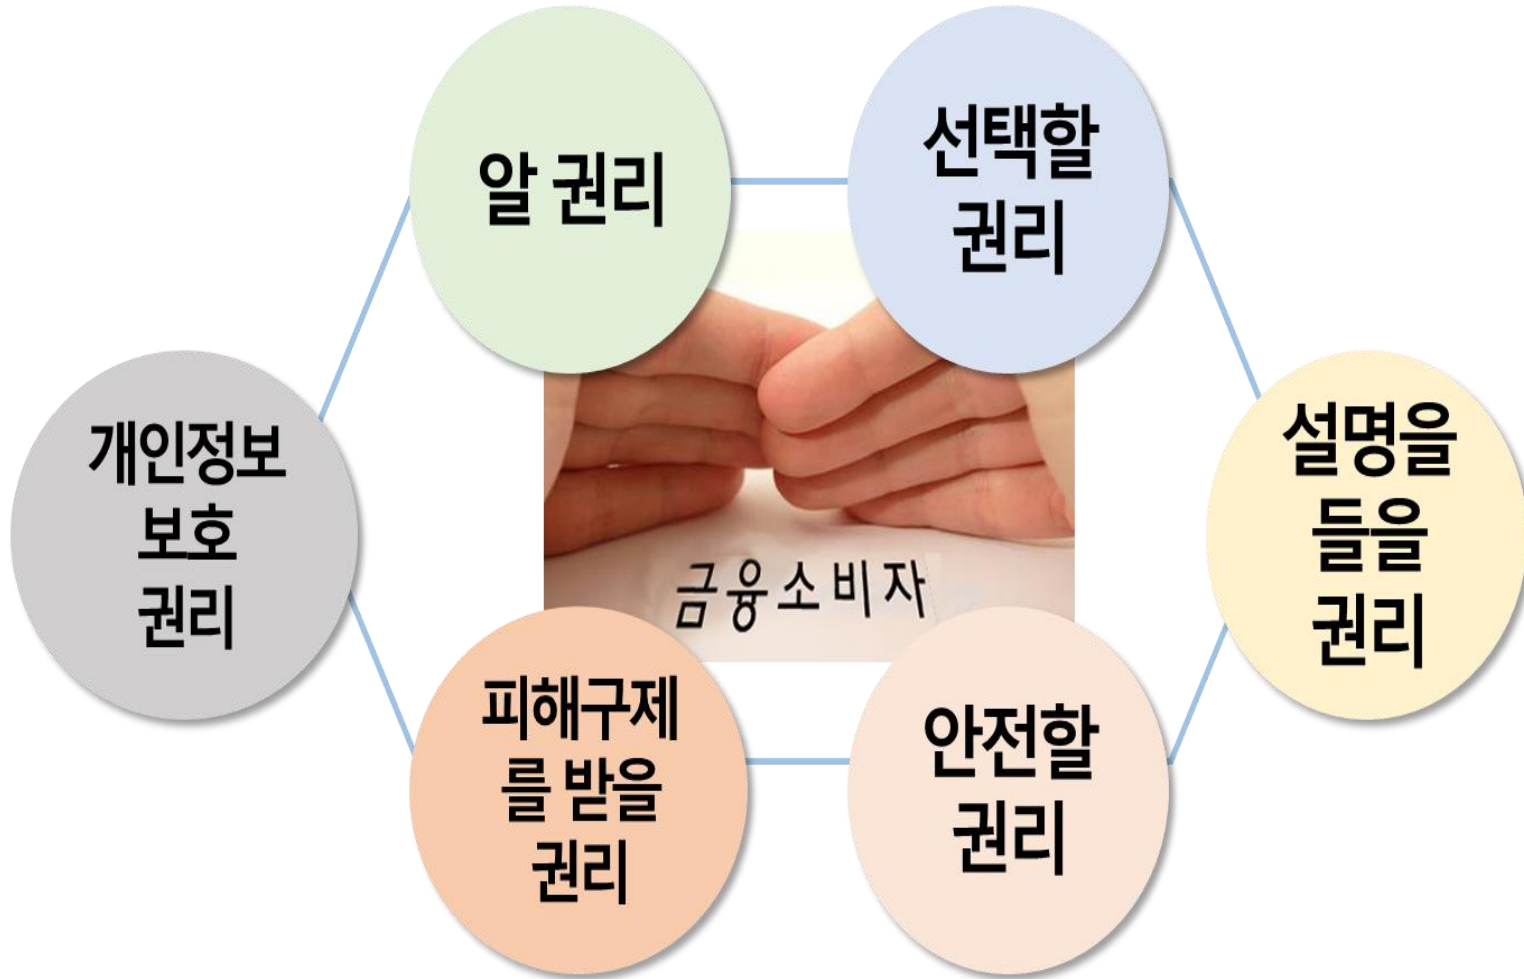 알 권리
선택할
권리
개인정보
보호
권리
설명을
들을
권리
금융소비자
피해구제
를 받을
권리
안전할
권리